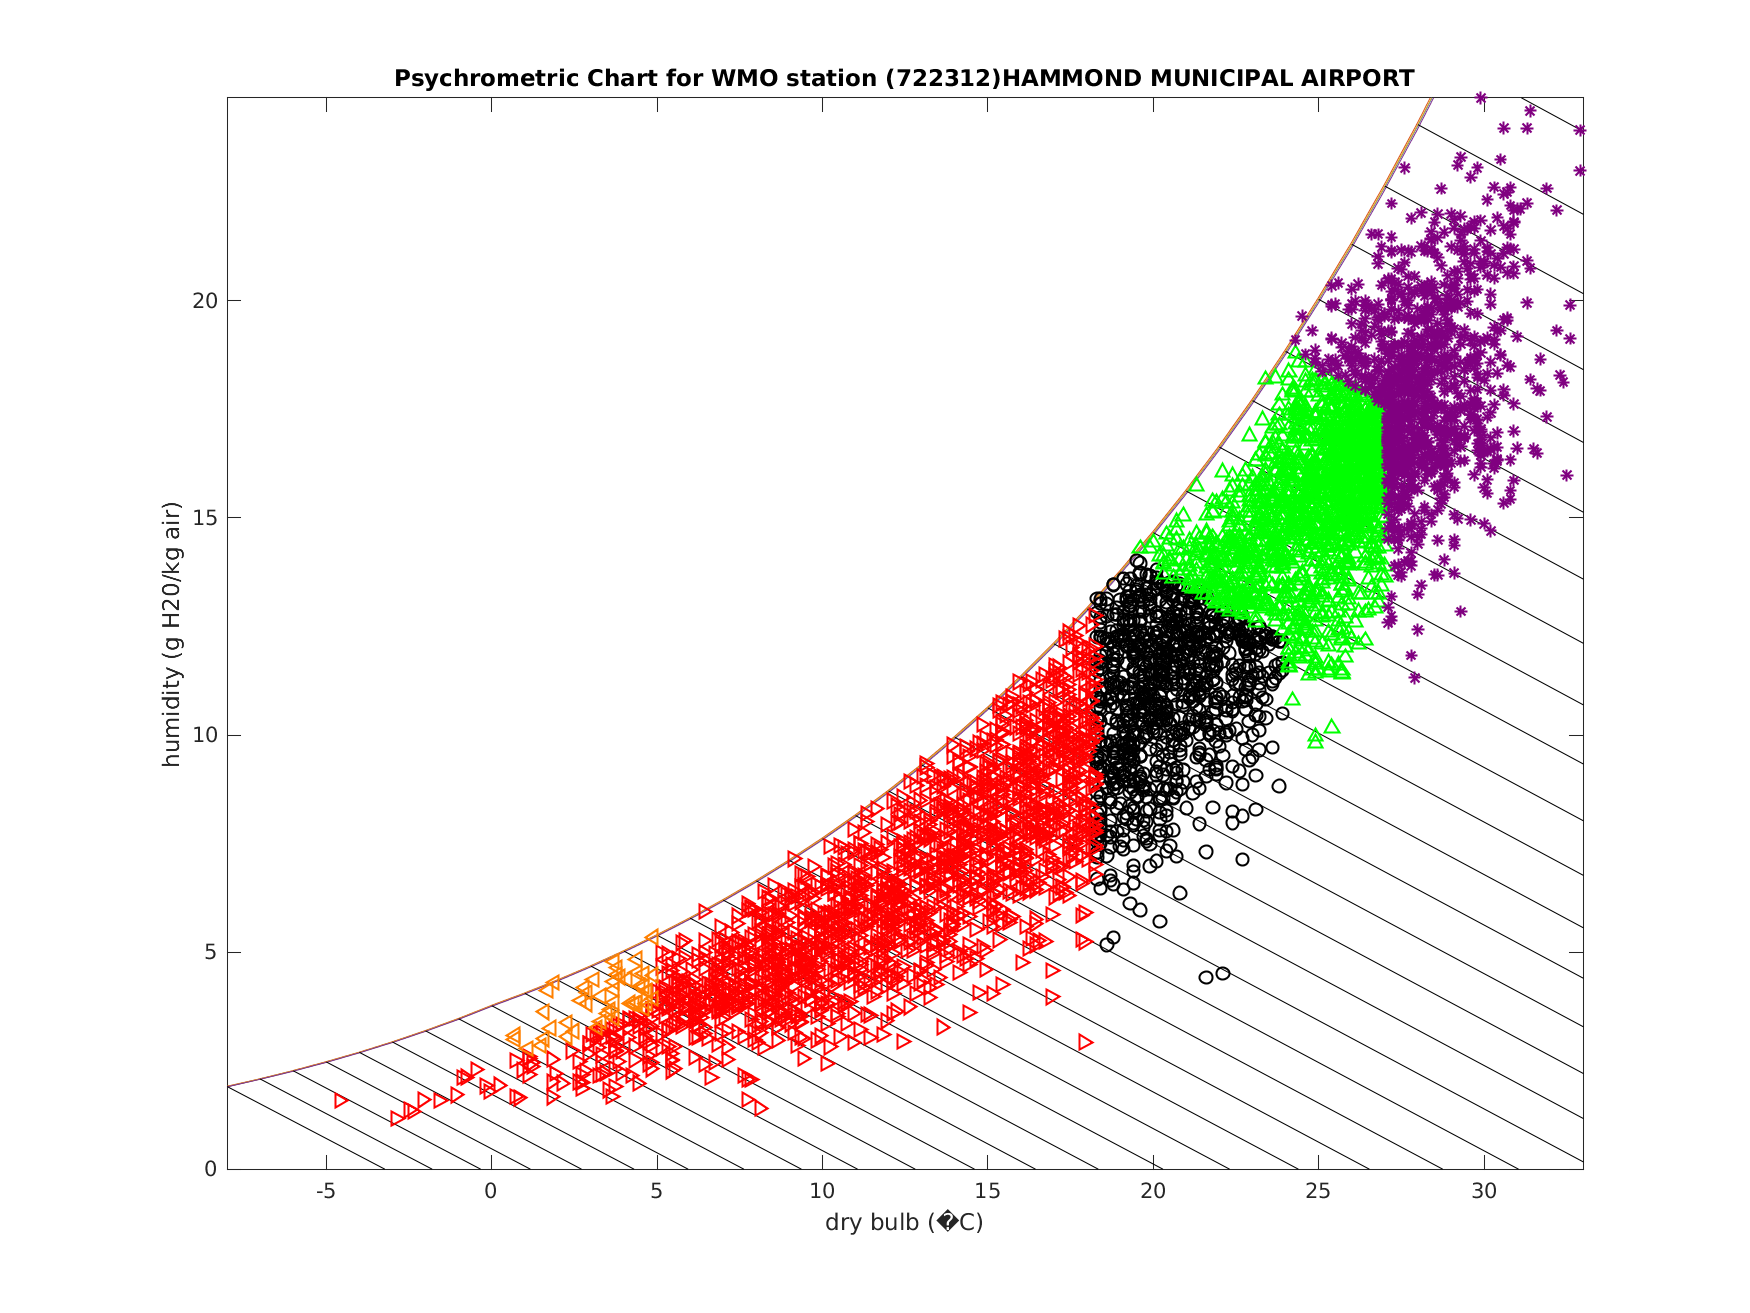 Psychrometric Chart for WMO station (722312)HAMMOND MUNICIPAL AIRPORT
humidity (g H20/kg air)
20
15
10
5
0
-5 0 5 10 15 20 25 30
dry bulb (�C)